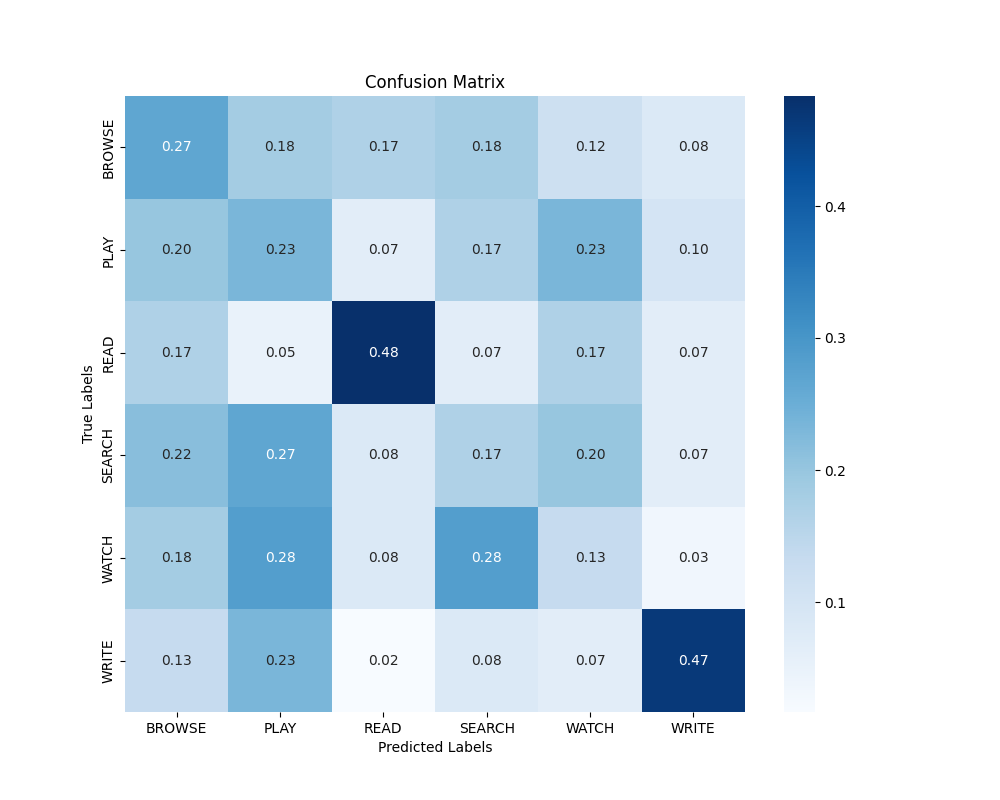 Confusion Matrix
BROWSE 0.27 0.18 0.17 0.18 0.12 0.08
PLAY 0.20 0.23 0.07 0.17 0.23 0.10
READ 0.17 0.05 0.48 0.07 0.17 0.07
SEARCH 0.22 0.27 0.08 0.17 0.20 0.07
WATCH 0.18 0.28 0.08 0.28 0.13 0.03
WRITE 0.13 0.23 0.02 0.08 0.07 0.47
True Labels
BROWSE PLAY READ SEARCH WATCH WRITE
Predicted Labels
0.4
0.3
0.2
0.1